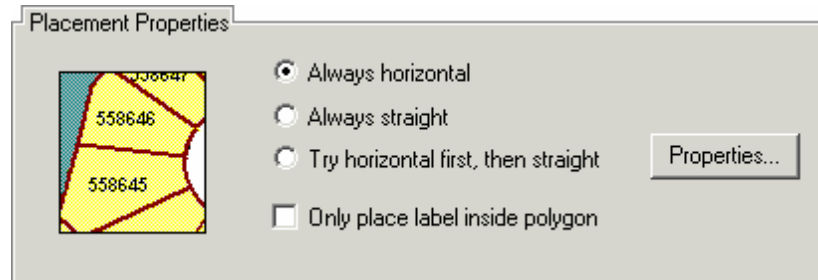 Placement Properties
558647
558646
558645
Always horizontal
Always straight
Try horizontal first, then straight
Only place label inside polygon
Properties...